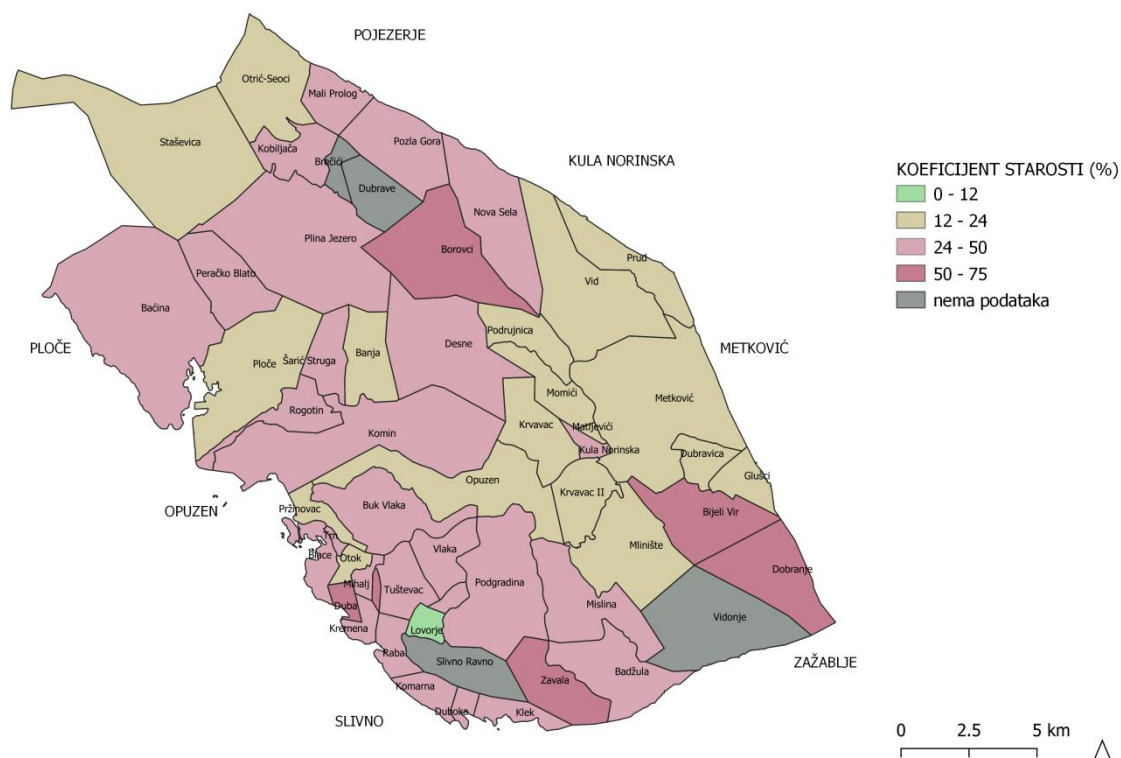 POJEZERJE
Otrić-Seoci
Mali Prolog
Staševica
Kobiljača
Pozla Gora
Brečići
KULA NORINSKA
Dubrave
Nova Sela
Plina Jezero
Borovci
Prud
Peračko Blato
Vid
Baćina
Podrujnica
PLOČE
Ploče
Šarić Struga
Banja
Desne
METKOVIĆ
Momići
Metković
Rogotin
Krvavac
Matijevići
Komin
Kula Norinska
Dubravica
Glušci
Opuzen
Krvavac II
OPUZEN
Pržinovac
Buk Vlaka
Bijeli Vir
Trn
Blace
Otok
Vlaka
Mlinište
Dobranje
Mihalj
Tuštevac
Podgradina
Duba
Mislina
Vidonje
Kremena
Lovorje
Raba
Slivno Ravno
Badžula
ZAŽABLJE
Komarna
Zavala
SLIVNO
Duboka
Klek
KOEFICIJENT STAROSTI (%)
0 - 12
12 - 24
24 - 50
50 - 75
nema podataka
0 2.5 5 km